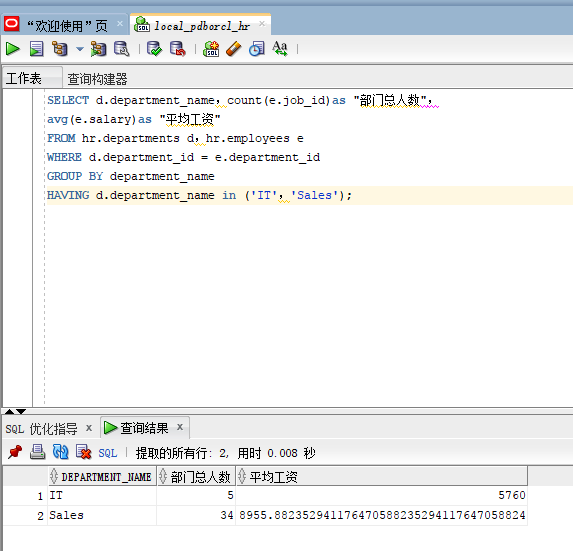 “欢迎使用”页 × local_pdborcl_hr ×
SQL Aa
工作表 查询构建器
SELECT d.department_name，count(e.job_id)as "部门总人数"，
avg(e.salary)as "平均工资"
FROM hr.departments d，hr.employees e
WHERE d.department_id = e.department_id
GROUP BY department_name
HAVING d.department_name in ('IT'，'Sales');
SQL 优化指导 × 查询结果 ×
SQL | 提取的所有行: 2, 用时 0.008 秒
DEPARTMENT_NAME 部门总人数 平均工资
1 IT 5 5760
2 Sales 34 8955.88235294117647058823529411764705882​4